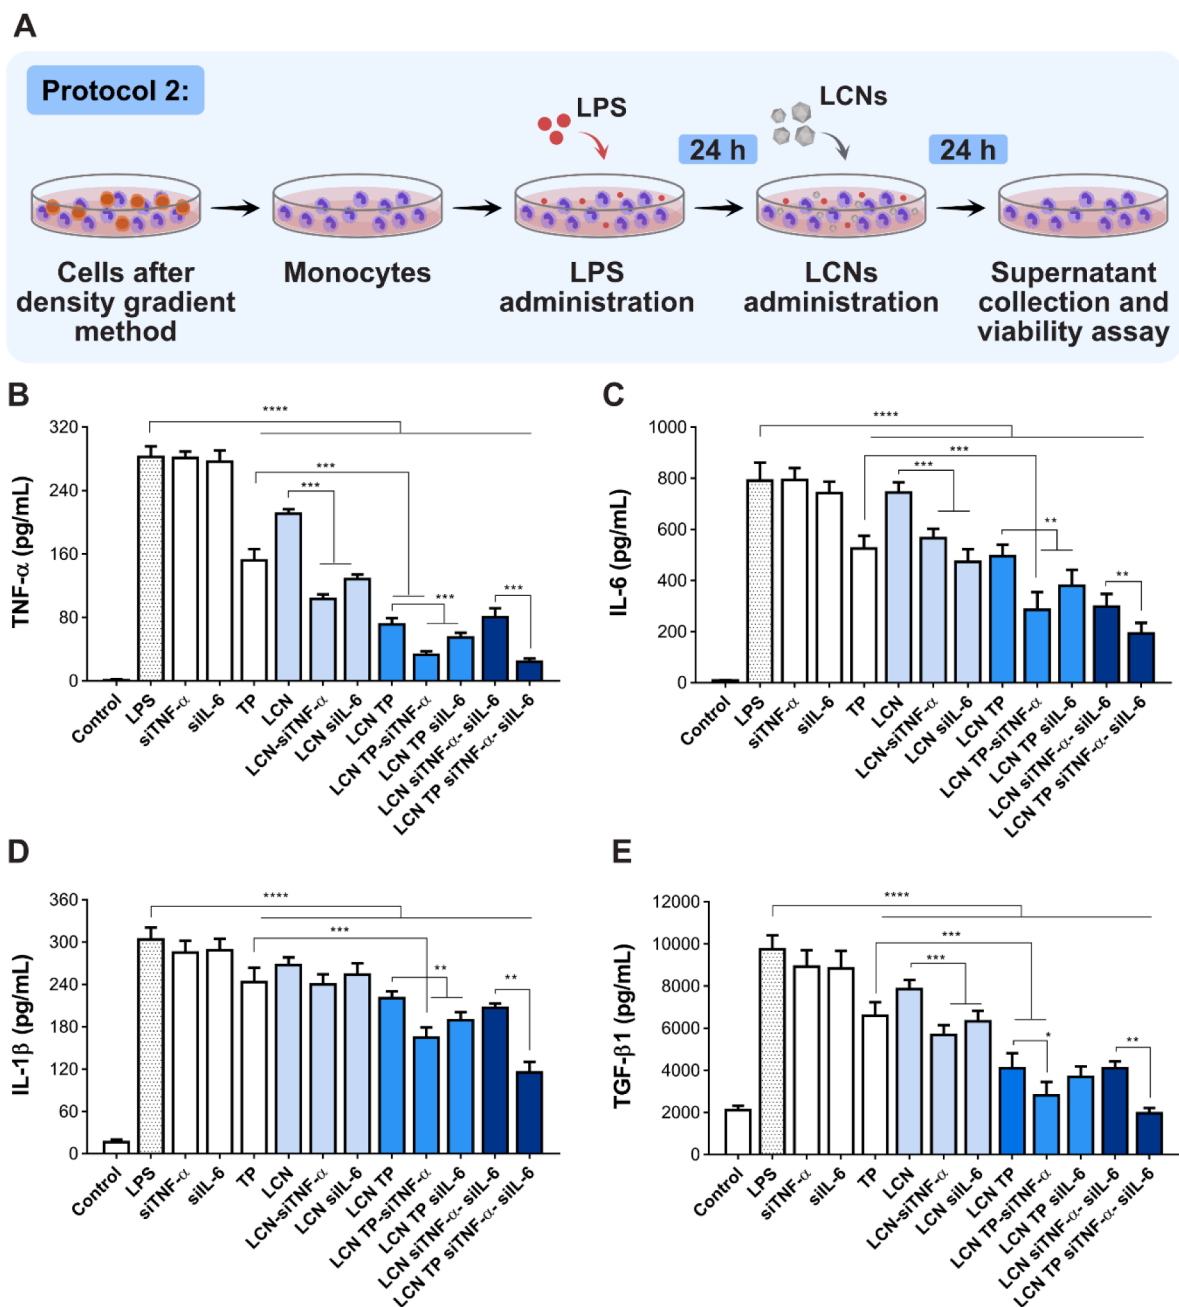 A
Protocol 2:
LPS
LCNs
24 h
24 h
Cells after
density gradient
method
Monocytes
LPS
administration
LCNs
administration
Supernatant
collection and
viability assay
B
TNF-α (pg/mL)
320
240
160
80
0
****
***
***
***
***
Control
LPS
siTNF-α
siIL-6
TP
LCN
LCN-siTNF-α
LCN siIL-6
LCN TP
LCN TP-siTNF-α
LCN TP siIL-6
LCN siTNF-α- siIL-6
LCN TP siTNF-α- siIL-6
C
IL-6 (pg/mL)
1000
800
600
400
200
0
****
***
***
**
**
Control
LPS
siTNF-α
siIL-6
TP
LCN
LCN-siTNF-α
LCN siIL-6
LCN TP
LCN TP-siTNF-α
LCN TP siIL-6
LCN siTNF-α- siIL-6
LCN TP siTNF-α- siIL-6
D
IL-1β (pg/mL)
360
300
240
180
120
60
0
****
***
**
**
Control
LPS
siTNF-α
siIL-6
TP
LCN
LCN-siTNF-α
LCN siIL-6
LCN TP
LCN TP-siTNF-α
LCN TP siIL-6
LCN siTNF-α- siIL-6
LCN TP siTNF-α- siIL-6
E
TGF-β1 (pg/mL)
12000
10000
8000
6000
4000
2000
0
****
***
***
*
**
Control
LPS
siTNF-α
siIL-6
TP
LCN
LCN-siTNF-α
LCN siIL-6
LCN TP
LCN TP-siTNF-α
LCN TP siIL-6
LCN siTNF-α- siIL-6
LCN TP siTNF-α- siIL-6